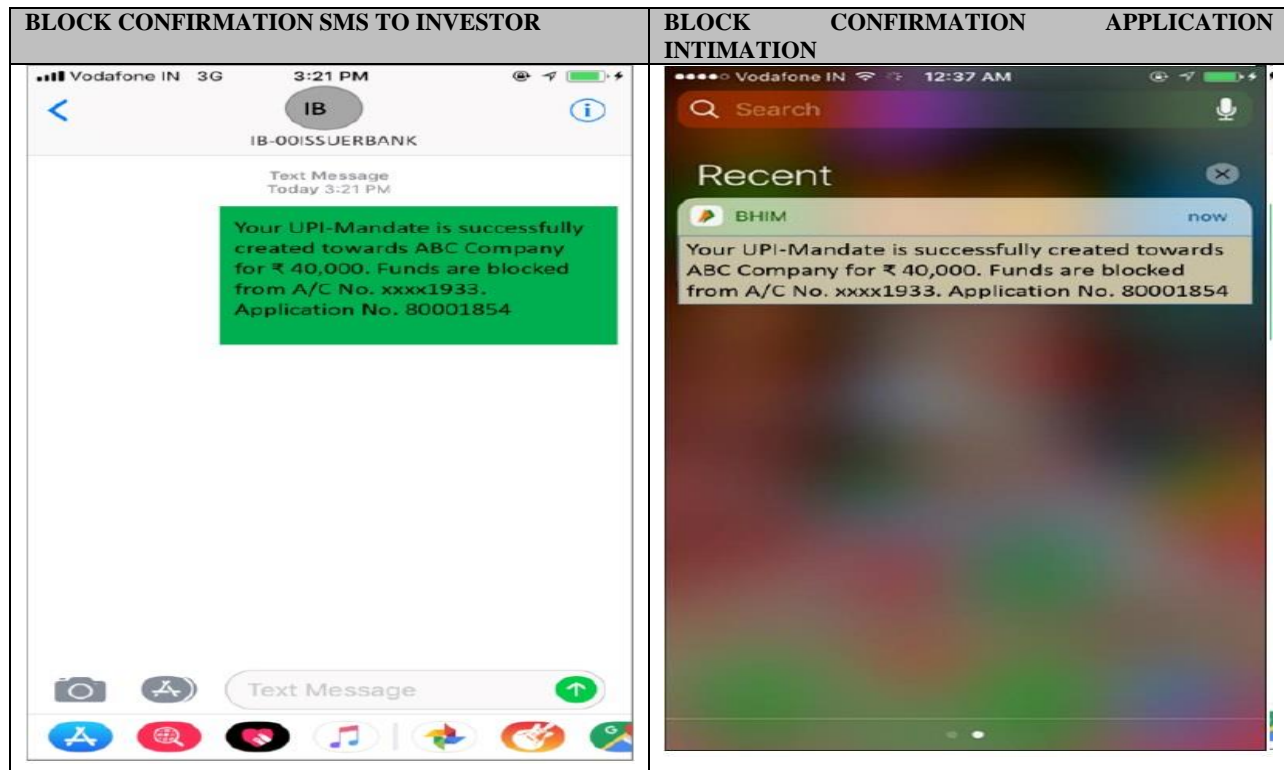 BLOCK CONFIRMATION SMS TO INVESTOR
BLOCK CONFIRMATION APPLICATION
INTIMATION
Vodafone IN 3G 3:21 PM
IB
IB-00ISSUERBANK
Text Message
Today 3:21 PM
Your UPI-Mandate is successfully
created towards ABC Company
for ₹ 40,000. Funds are blocked
from A/C No. xxxx1933.
Application No. 80001854
Text Message
Vodafone IN 12:37 AM
Search
Recent
BHIM now
Your UPI-Mandate is successfully created towards
ABC Company for ₹ 40,000. Funds are blocked
from A/C No. xxxx1933. Application No. 80001854